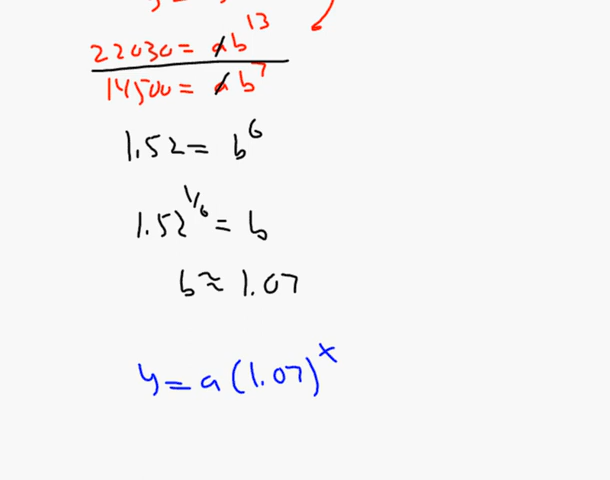 22030 = ab^13
14500 = ab^7
1.52 = b^6
1.52^1/6 = b
b ≈ 1.07
y = a(1.07)^x